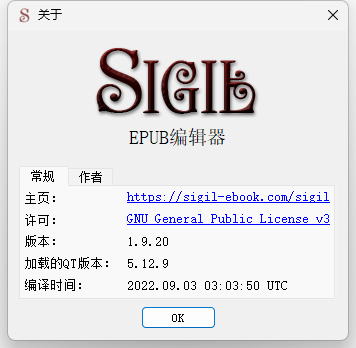 关于
SIGIL
EPUB编辑器
常规 作者
主页： https://sigil-ebook.com/sigil
许可： GNU General Public License v3
版本： 1.9.20
加载的QT版本： 5.12.9
编译时间： 2022.09.03 03:03:50 UTC
OK